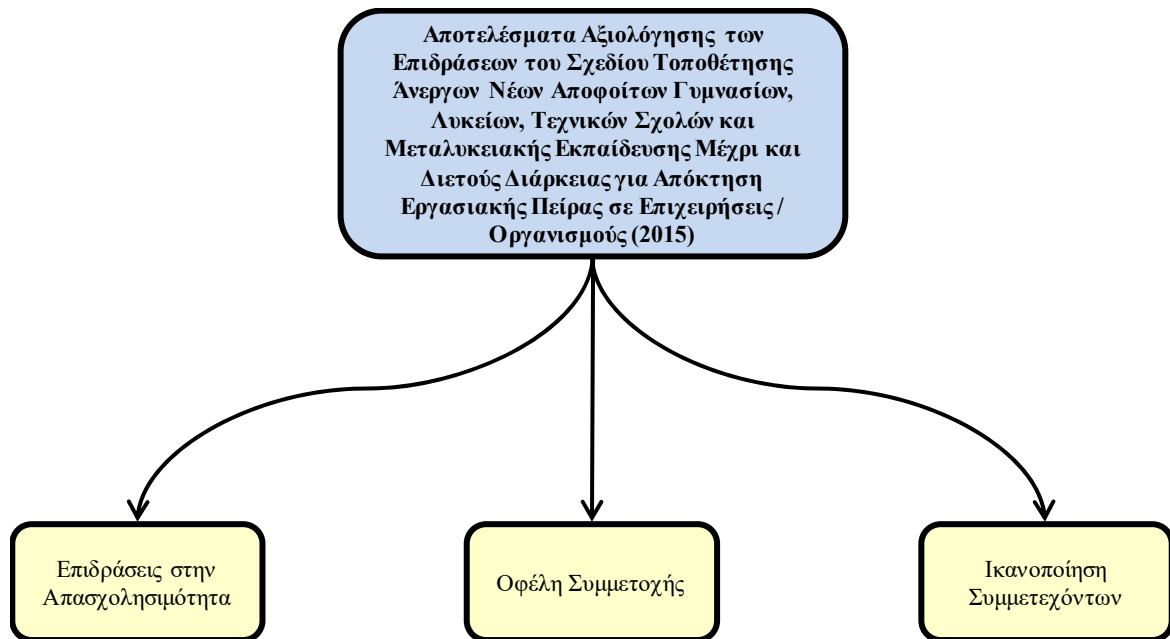 Αποτελέσματα Αξιολόγησης των
Επιδράσεων του Σχεδίου Τοποθέτησης
Άνεργων Νέων Αποφοίτων Γυμνασίων,
Λυκείων, Τεχνικών Σχολών και
Μεταλυκειακής Εκπαίδευσης Μέχρι και
Διετούς Διάρκειας για Απόκτηση
Εργασιακής Πείρας σε Επιχειρήσεις /
Οργανισμούς (2015)
Επιδράσεις στην
Απασχολησιμότητα
Οφέλη Συμμετοχής
Ικανοποίηση
Συμμετεχόντων